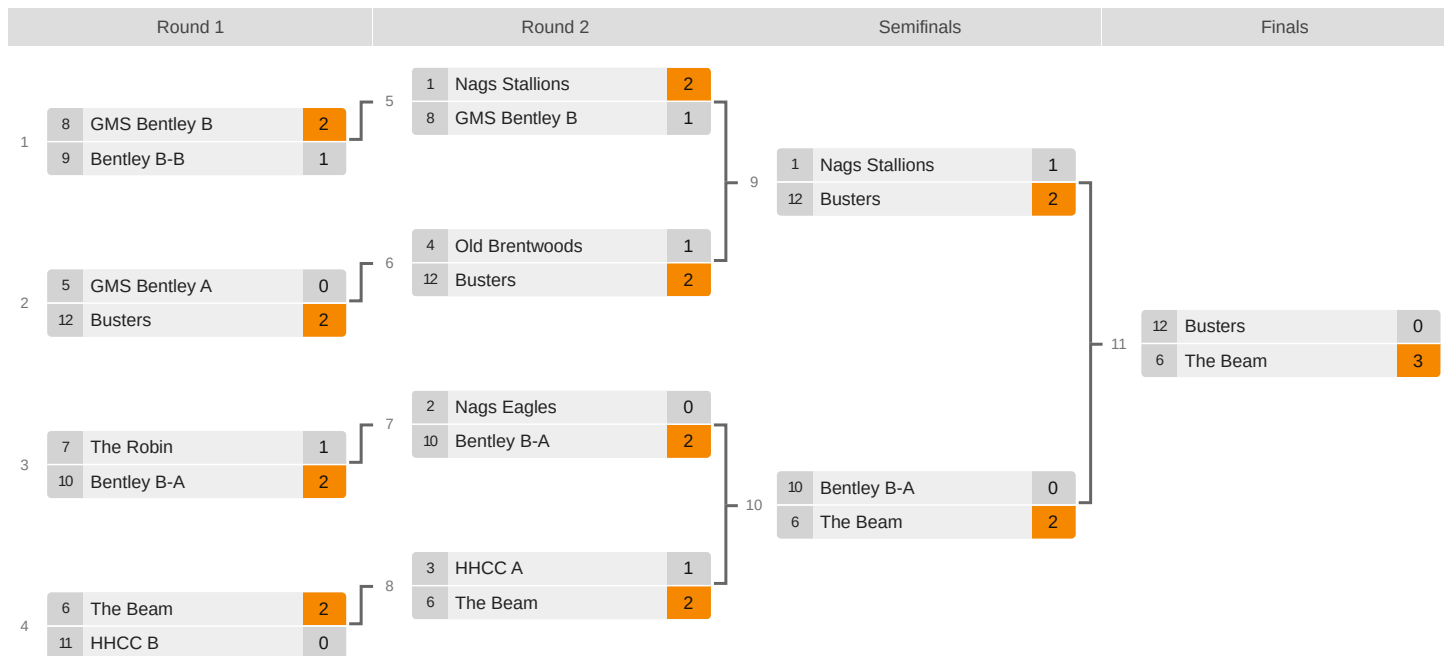 Round 1 Round 2 Semifinals Finals
1
8 GMS Bentley B 2
9 Bentley B-B 1
2
5 GMS Bentley A 0
12 Busters 2
3
7 The Robin 1
10 Bentley B-A 2
4
6 The Beam 2
11 HHCC B 0
5
1 Nags Stallions 2
8 GMS Bentley B 1
6
4 Old Brentwoods 1
12 Busters 2
7
2 Nags Eagles 0
10 Bentley B-A 2
8
3 HHCC A 1
6 The Beam 2
9
1 Nags Stallions 1
12 Busters 2
10
10 Bentley B-A 0
6 The Beam 2
11
12 Busters 0
6 The Beam 3